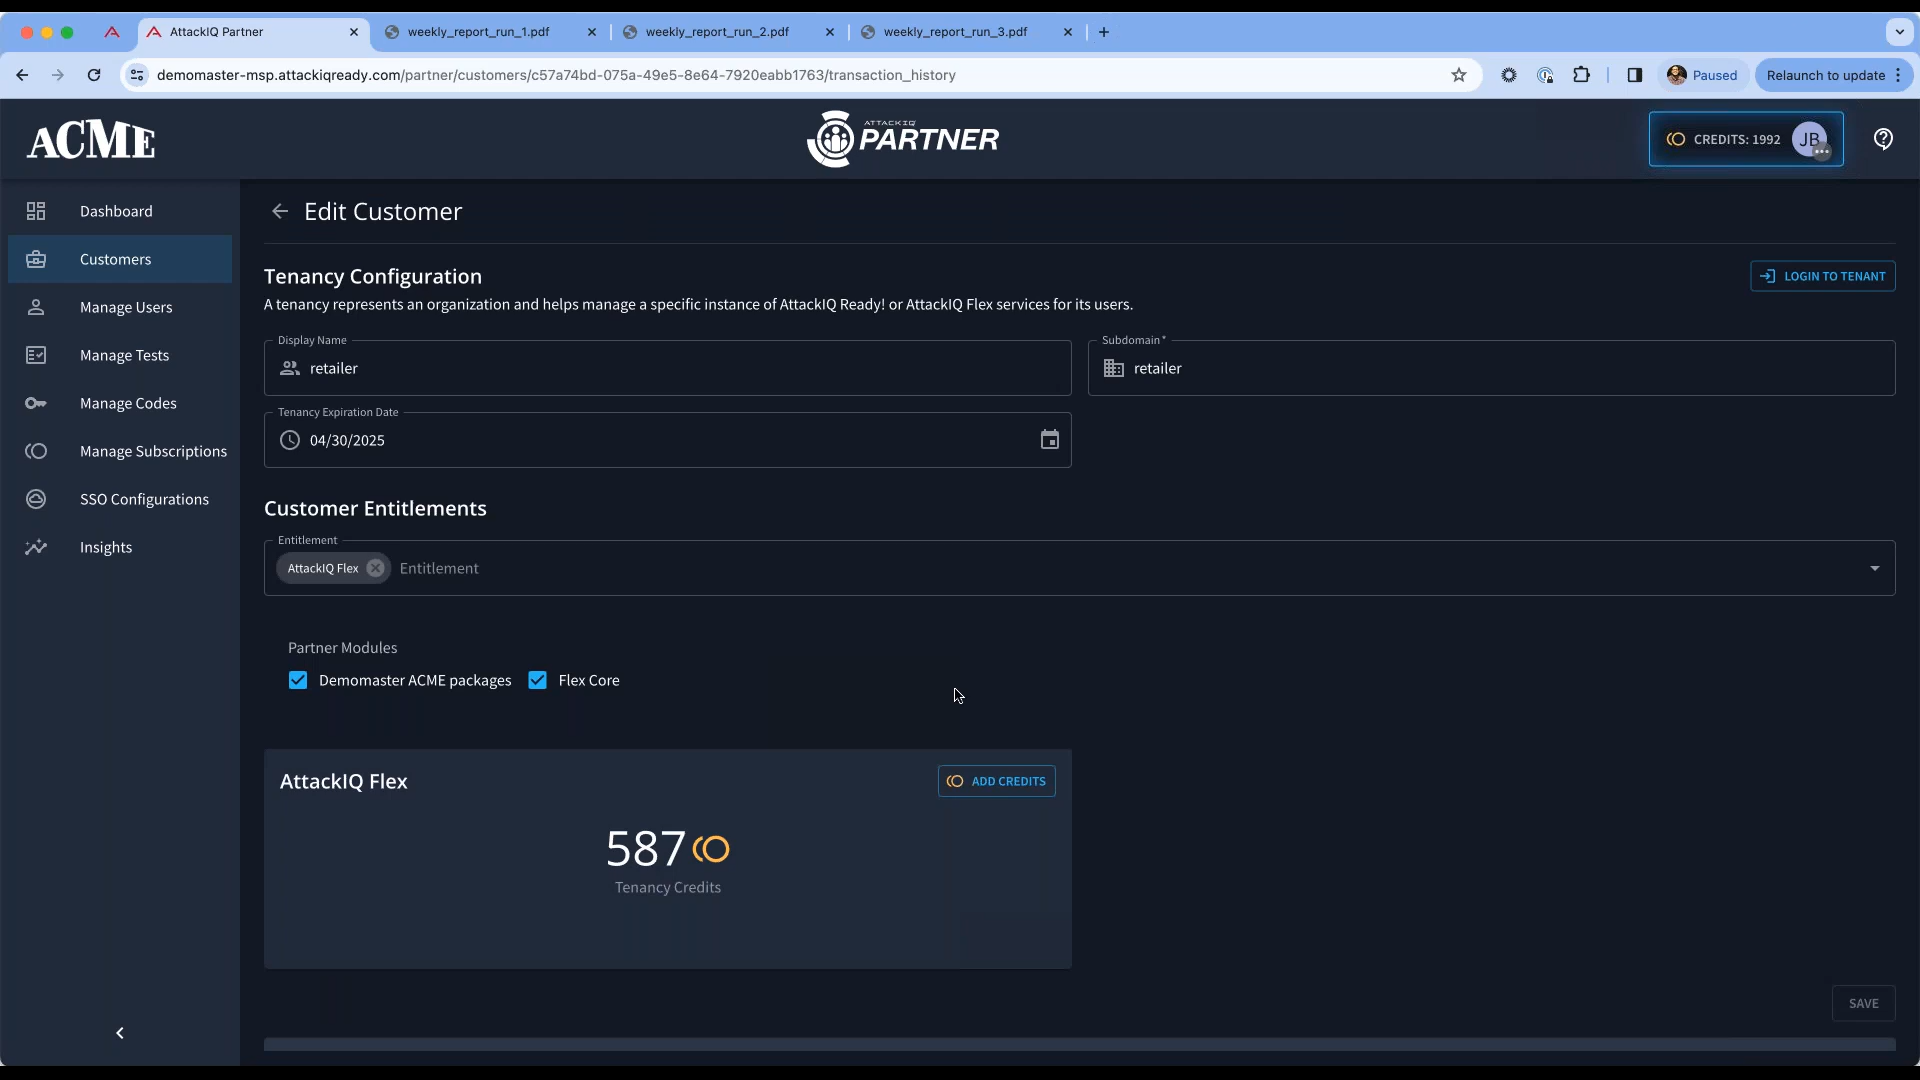 AttackIQ Partner
weekly_report_run_1.pdf
weekly_report_run_2.pdf
weekly_report_run_3.pdf
demomaster-msp.attackiqready.com/partner/customers/c57a74bd-075a-49e5-8e64-7920eabb1763/transaction_history
Paused
Relaunch to update
ACME
ATTACKIQ
PARTNER
CREDITS: 1992
JB
Dashboard
Customers
Manage Users
Manage Tests
Manage Codes
Manage Subscriptions
SSO Configurations
Insights
Edit Customer
Tenancy Configuration
LOGIN TO TENANT
A tenancy represents an organization and helps manage a specific instance of AttackIQ Ready! or AttackIQ Flex services for its users.
Display Name
retailer
Subdomain*
retailer
Tenancy Expiration Date
04/30/2025
Customer Entitlements
Entitlement
AttackIQ Flex
Entitlement
Partner Modules
Demomaster ACME packages
Flex Core
AttackIQ Flex
ADD CREDITS
587
Tenancy Credits
SAVE